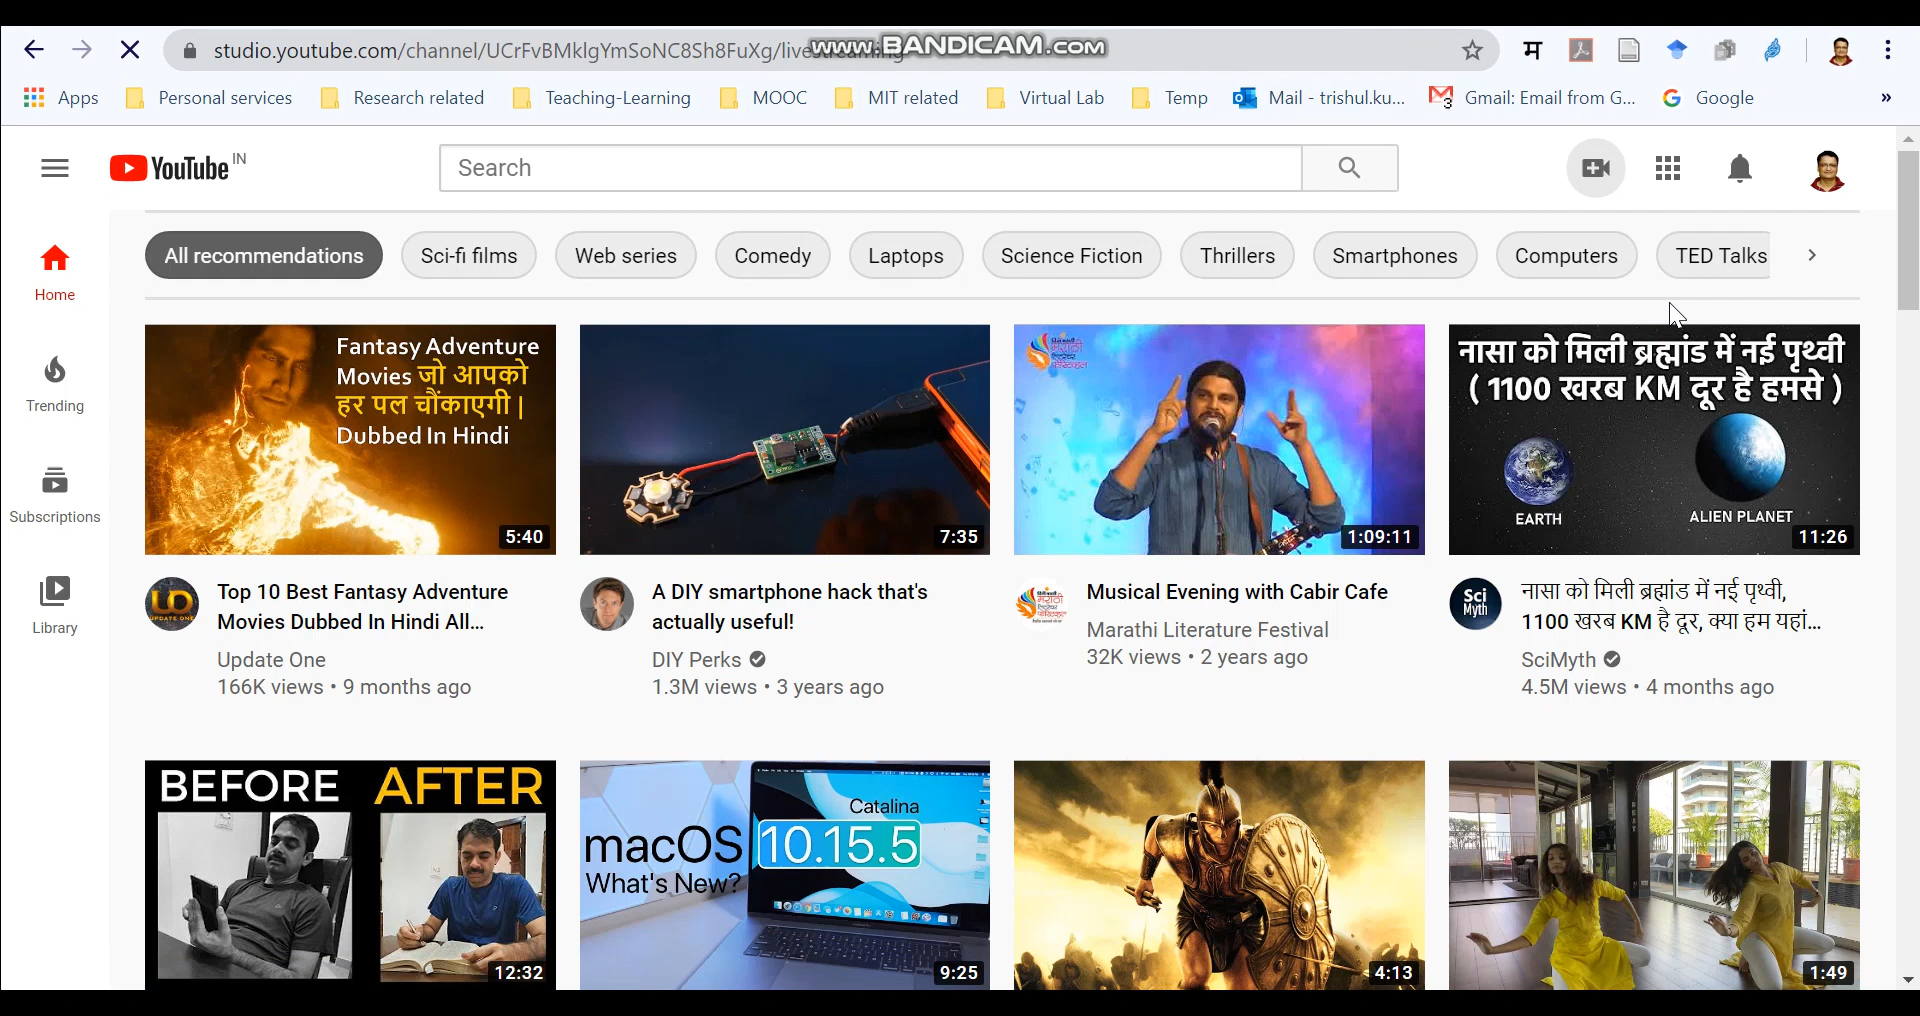 www.BANDICAM.com
studio.youtube.com/channel/UCrFvBMklgYmSoNC8Sh8FuXg/livestreaming
Apps Personal services Research related Teaching-Learning MOOC MIT related Virtual Lab Temp Mail - trishul.ku... Gmail: Email from G... Google »
YouTube IN
Search
All recommendations Sci-fi films Web series Comedy Laptops Science Fiction Thrillers Smartphones Computers TED Talks
Home
Trending
Subscriptions
Library
Fantasy Adventure
Movies जो आपको
हर पल चौंकाएगी |
Dubbed In Hindi
5:40
7:35
1:09:11
नासा को मिली ब्रह्मांड में नई पृथ्वी
( 1100 खरब KM दूर है हमसे )
EARTH
ALIEN PLANET
11:26
Top 10 Best Fantasy Adventure
Movies Dubbed In Hindi All...
Update One
166K views • 9 months ago
A DIY smartphone hack that's
actually useful!
DIY Perks
1.3M views • 3 years ago
Musical Evening with Cabir Cafe
Marathi Literature Festival
32K views • 2 years ago
Sci
Myth
नासा को मिली ब्रह्मांड में नई पृथ्वी,
1100 खरब KM है दूर, क्या हम यहां...
SciMyth
4.5M views • 4 months ago
BEFORE AFTER
12:32
Catalina
macOS 10.15.5
What's New?
9:25
4:13
1:49